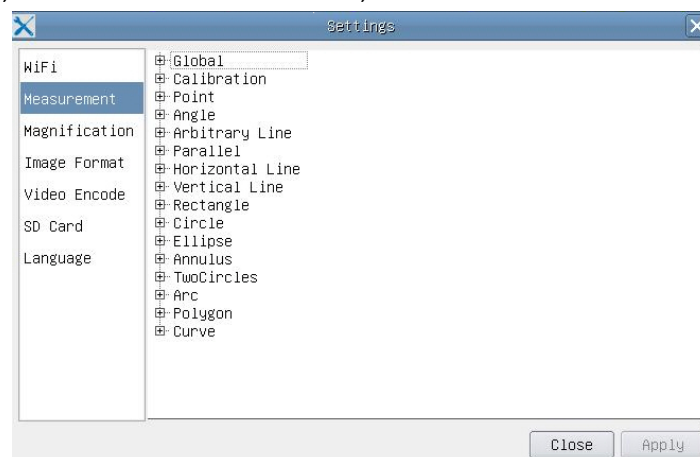 Settings
WiFi
Measurement
Magnification
Image Format
Video Encode
SD Card
Language
Global
Calibration
Point
Angle
Arbitrary Line
Parallel
Horizontal Line
Vertical Line
Rectangle
Circle
Ellipse
Annulus
TwoCircles
Arc
Polygon
Curve
Close
Apply